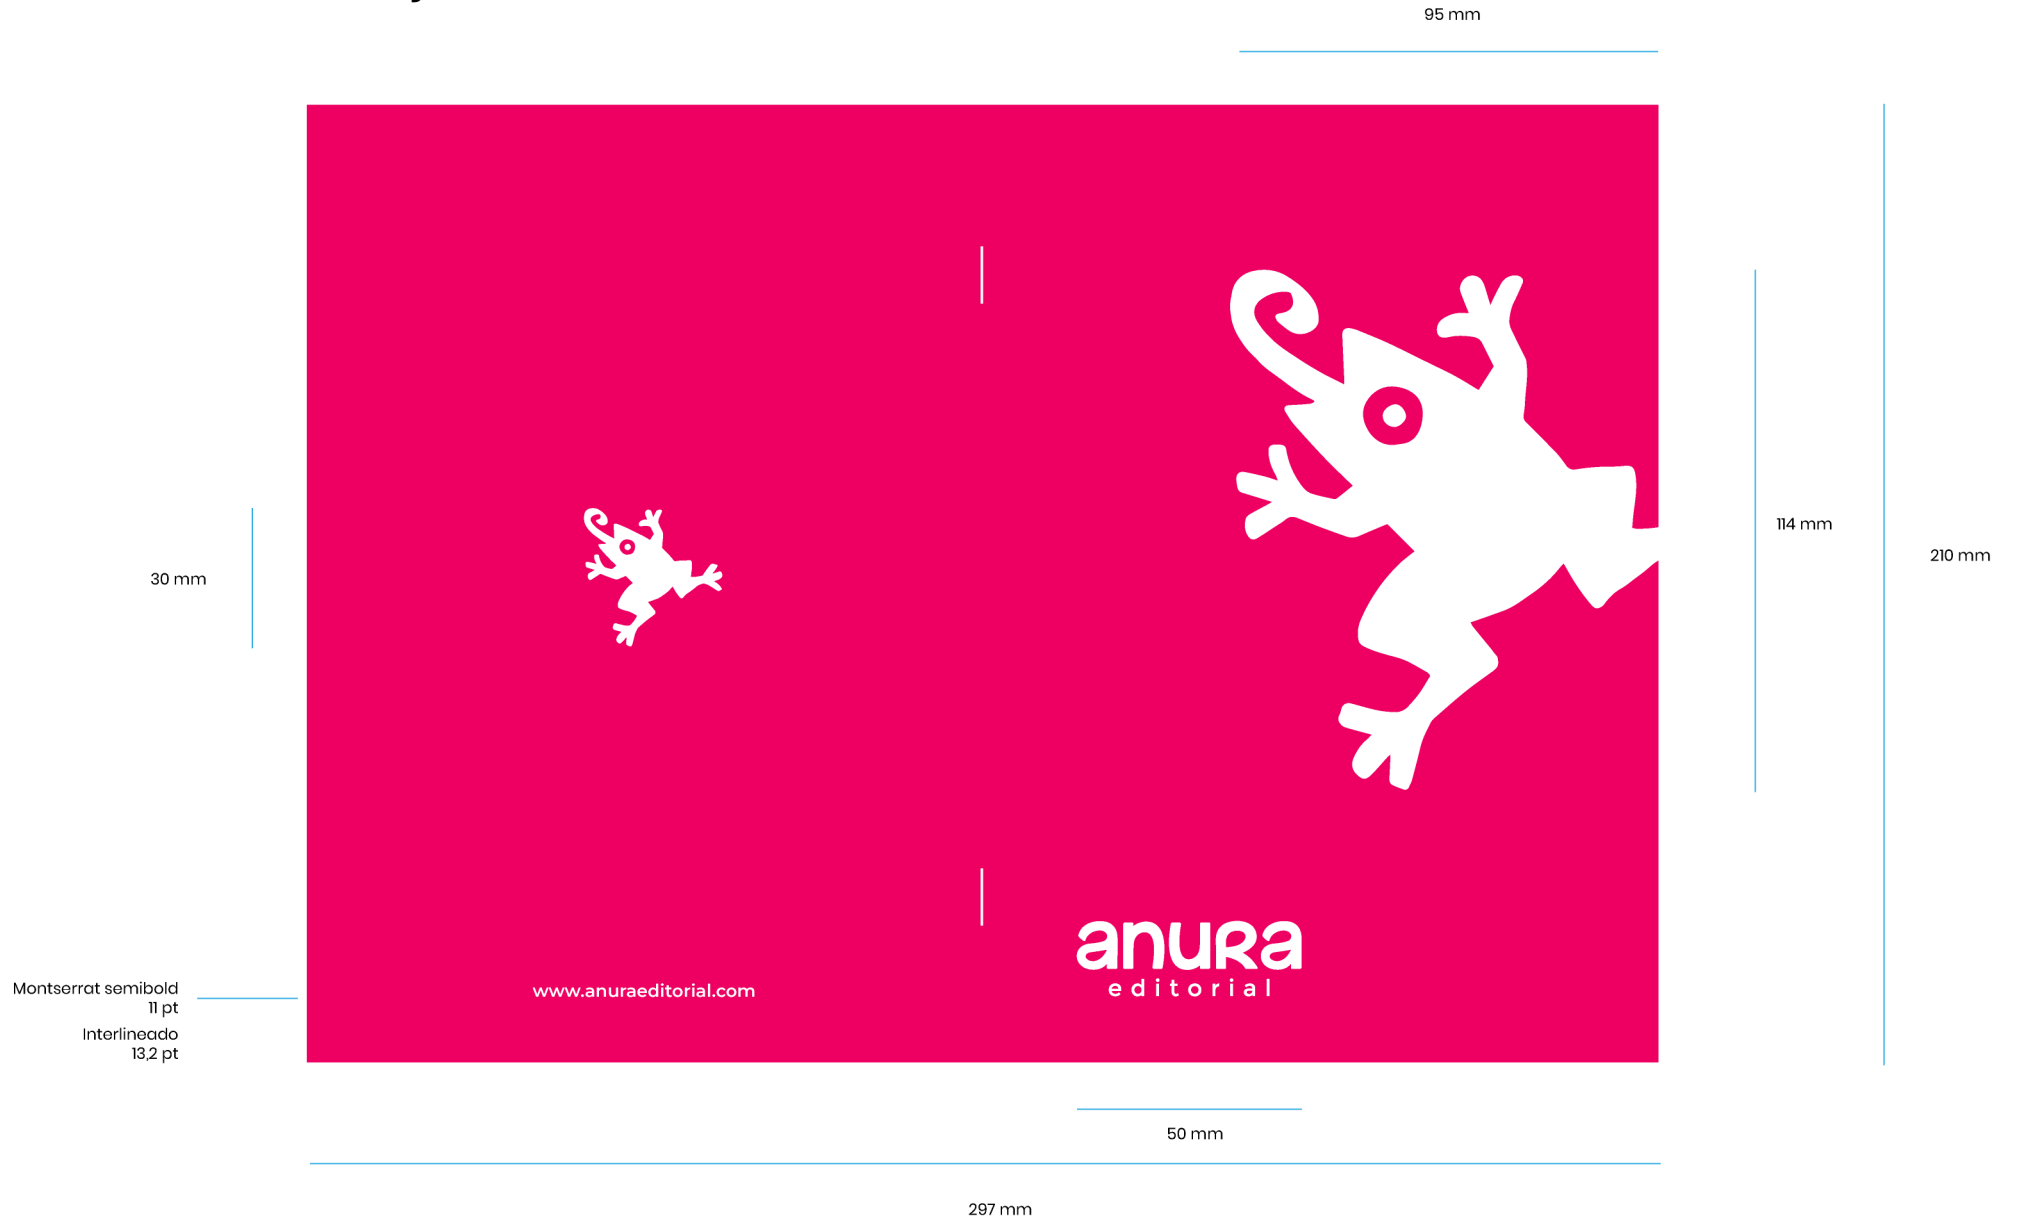 95 mm
114 mm
210 mm
30 mm
anura
editorial
www.anuraeditorial.com
Montserrat semibold
11 pt
Interlineado
13,2 pt
50 mm
297 mm